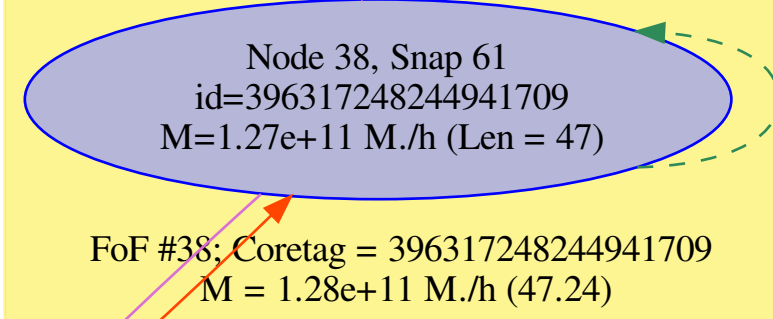 Node 38, Snap 61
id=396317248244941709
M=1.27e+11 M./h (Len = 47)
FoF #38; Coretag = 396317248244941709
M = 1.28e+11 M./h (47.24)